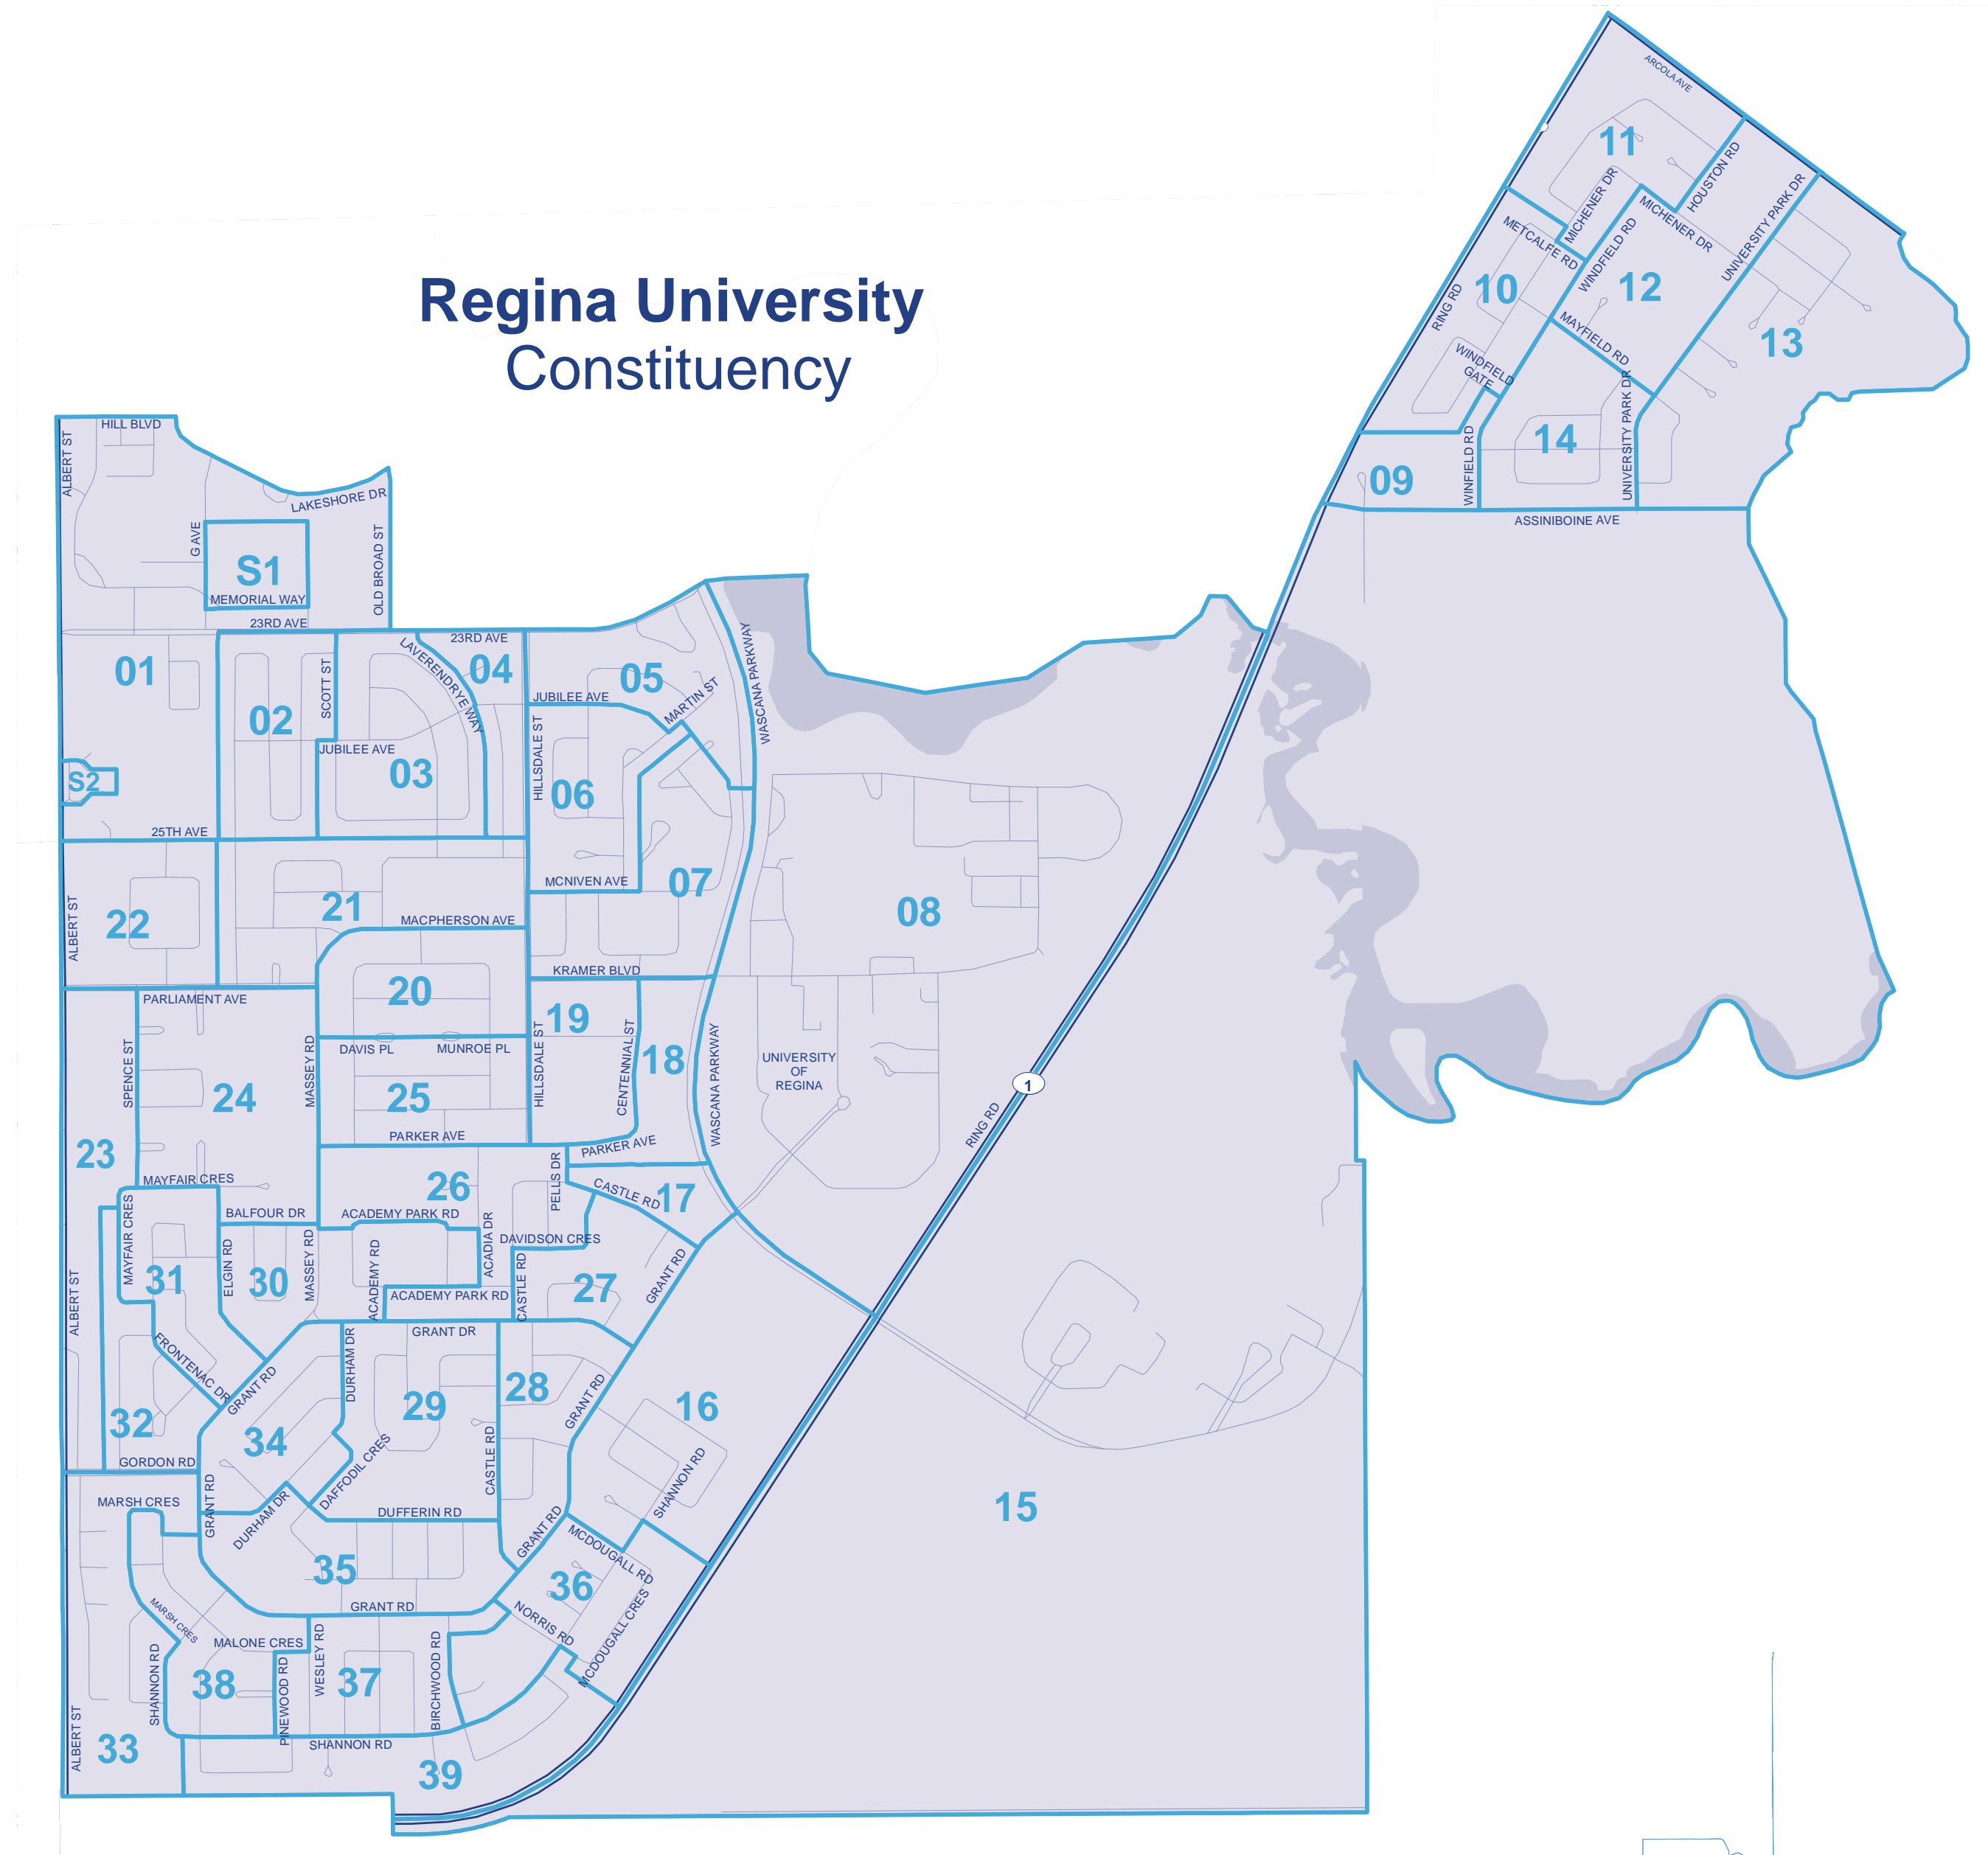 Regina University
Constituency
ARCOLA AVE
11
HOUSTON RD
MICHENER DR
MICHENER DR
UNIVERSITY PARK DR
METCALFE RD
WINDFIELD RD
10
12
RING RD
MAYFIELD RD
13
WINDFIELD
GATE
UNIVERSITY PARK DR
14
09
WINFIELD RD
ASSINIBOINE AVE
HILL BLVD
ALBERT ST
LAKESHORE DR
G AVE
S1
OLD BROAD ST
MEMORIAL WAY
23RD AVE
23RD AVE
01
02
SCOTT ST
LAVERENDRYE WAY
04
05
JUBILEE AVE
MARTIN ST
WASCANA PARKWAY
JUBILEE AVE
03
HILLSDALE ST
06
S2
25TH AVE
07
MCNIVEN AVE
08
22
21
MACPHERSON AVE
ALBERT ST
KRAMER BLVD
20
PARLIAMENT AVE
19
DAVIS PL
MUNROE PL
18
SPENCE ST
24
MASSEY RD
25
HILLSDALE ST
CENTENNIAL ST
WASCANA PARKWAY
UNIVERSITY
OF
REGINA
1
RING RD
PARKER AVE
PARKER AVE
23
MAYFAIR CRES
26
PELLS DR
CASTLE RD
17
MAYFAIR CRES
BALFOUR DR
ACADEMY PARK RD
ACADIA DR
DAVIDSON CRES
31
ELGIN RD
30
MASSEY RD
ACADEMY RD
ACADEMY PARK RD
CASTLE RD
27
GRANT RD
ALBERT ST
GRANT DR
FRONTENAC DR
GRANT RD
DURHAM DR
29
28
GRANT RD
16
32
34
GORDON RD
DAFFODIL CRES
CASTLE RD
SHANNON RD
15
MARSH CRES
GRANT RD
DURHAM DR
DUFFERIN RD
GRANT RD
MCDOUGALL RD
35
36
MARSH CRES
GRANT RD
NORRIS RD
MCDOUGALL CRES
MALONE CRES
WESLEY RD
SHANNON RD
38
PINEWOOD RD
37
BIRCHWOOD RD
ALBERT ST
33
SHANNON RD
39